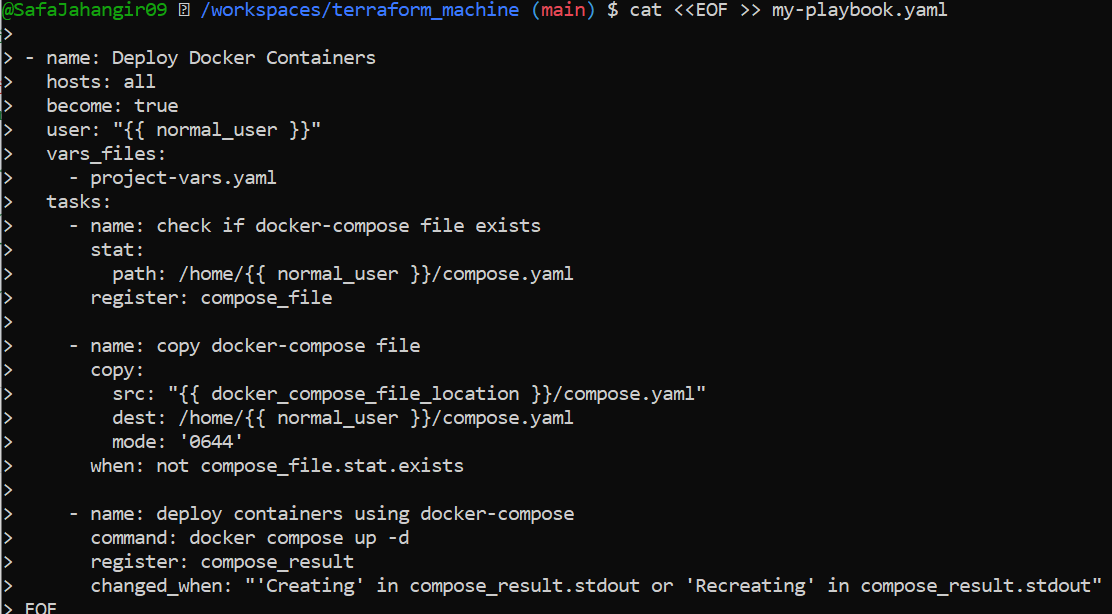 @SafaJahangir09 /workspaces/terraform_machine (main) $ cat <<EOF >> my-playbook.yaml
>
> - name: Deploy Docker Containers
>   hosts: all
>   become: true
>   user: "{{ normal_user }}"
>   vars_files:
>     - project-vars.yaml
>   tasks:
>     - name: check if docker-compose file exists
>       stat:
>         path: /home/{{ normal_user }}/compose.yaml
>       register: compose_file
>
>     - name: copy docker-compose file
>       copy:
>         src: "{{ docker_compose_file_location }}/compose.yaml"
>         dest: /home/{{ normal_user }}/compose.yaml
>         mode: '0644'
>       when: not compose_file.stat.exists
>
>     - name: deploy containers using docker-compose
>       command: docker compose up -d
>       register: compose_result
>       changed_when: "'Creating' in compose_result.stdout or 'Recreating' in compose_result.stdout"
> EOF